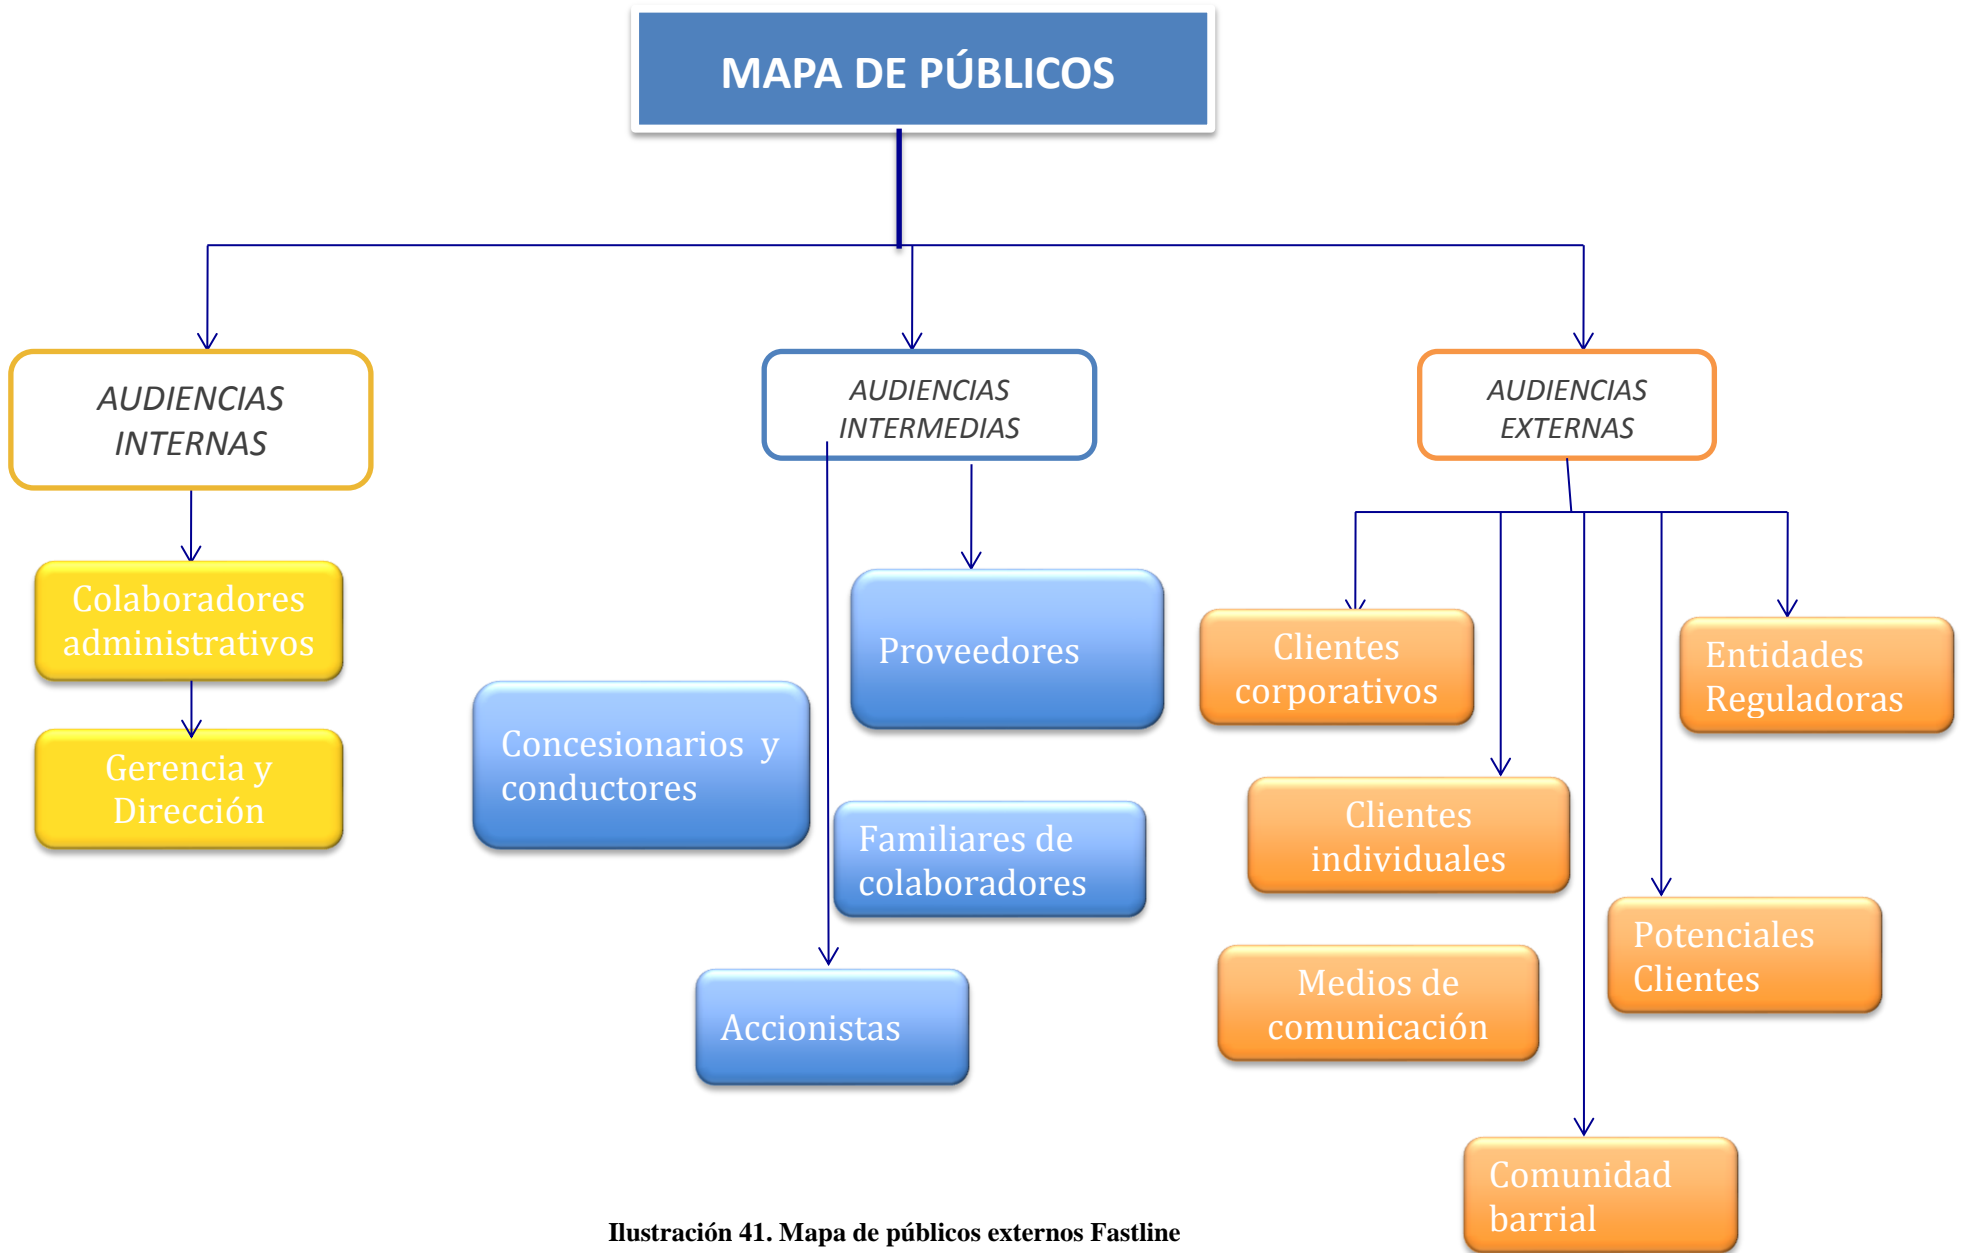 MAPA DE PÚBLICOS
AUDIENCIAS
INTERNAS
Colaboradores
administrativos
Gerencia y
Dirección
AUDIENCIAS
INTERMEDIAS
Proveedores
Concesionarios y
conductores
Familiares de
colaboradores
Accionistas
AUDIENCIAS
EXTERNAS
Clientes
corporativos
Entidades
Reguladoras
Clientes
individuales
Potenciales
Clientes
Medios de
comunicación
Comunidad
barrial
Ilustración 41. Mapa de públicos externos Fastline